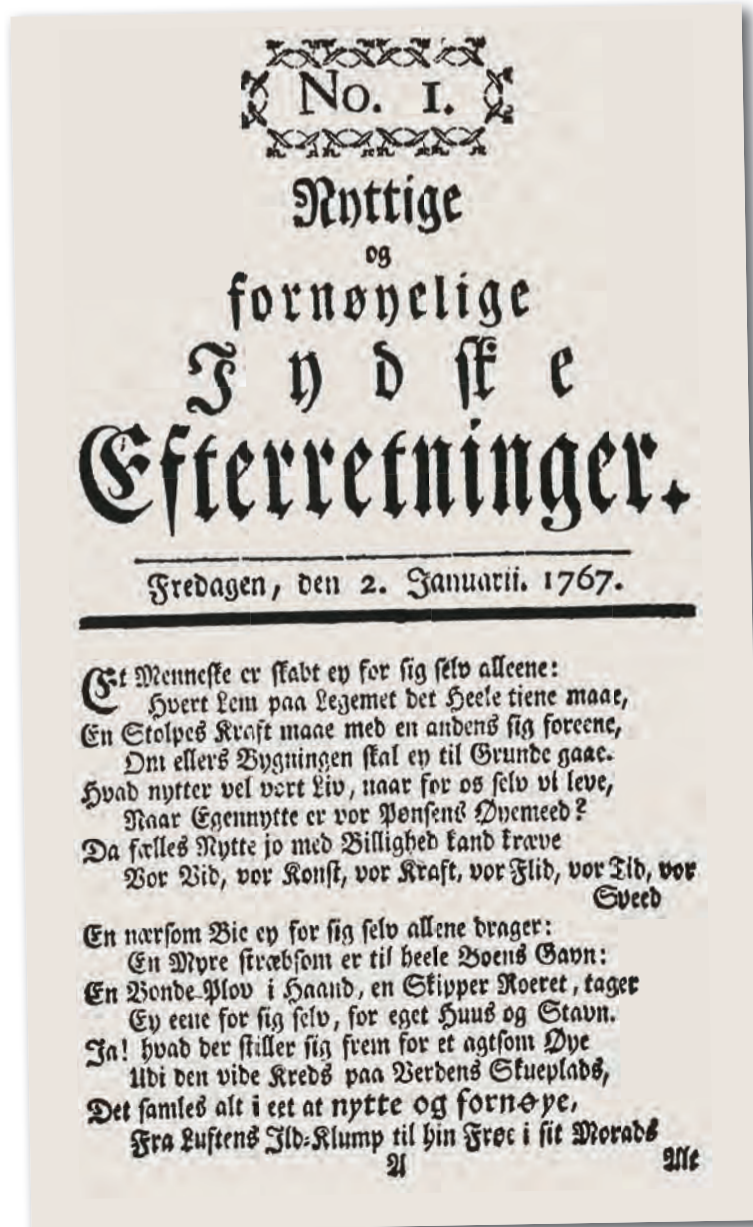 No. 1.
Nyttige
og
fornøyelige
Jydske
Efterretninger.
Fredagen, den 2. Januarii. 1767.
Et Menneske er skabt ey for sig selv alleene:
Hvert Lem paa Legemet det Heele tiene maae,
En Stolpes Kraft maae med en andens sig foreene,
Om ellers Bygningen skal ey til Grunde gaae.
Hvad nytter vel vort Liv, naar for os selv vi leve,
Naar Egennytte er vor Pønsens Øyemeed?
Da fælles Nytte jo med Billighed kand kræve
Vor Vid, vor Konst, vor Kraft, vor Flid, vor Tid, vor
Sveed
En nærsom Bie ey for sig selv allene drager:
En Myre stræbsom er til heele Boens Gavn:
En Bonde-Plov i Haand, en Skipper Roeret, tager
Ey eene for sig selv, for eget Huus og Stavn.
Ja! hvad der stiller sig frem for et agtsom Øye
Udi den vide Kreds paa Verdens Skueplads,
Det samles alt i eet at nytte og fornøye,
Fra Luftens Ild-Klump til hin Frøe i sit Morads
A
Alt